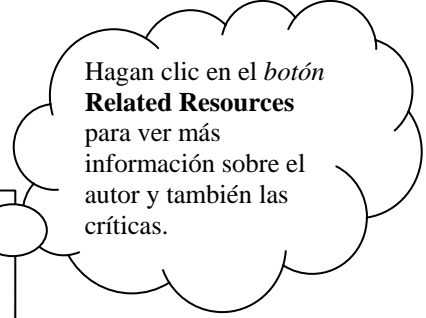 Hagan clic en el botón
Related Resources
para ver más
información sobre el
autor y también las
críticas.